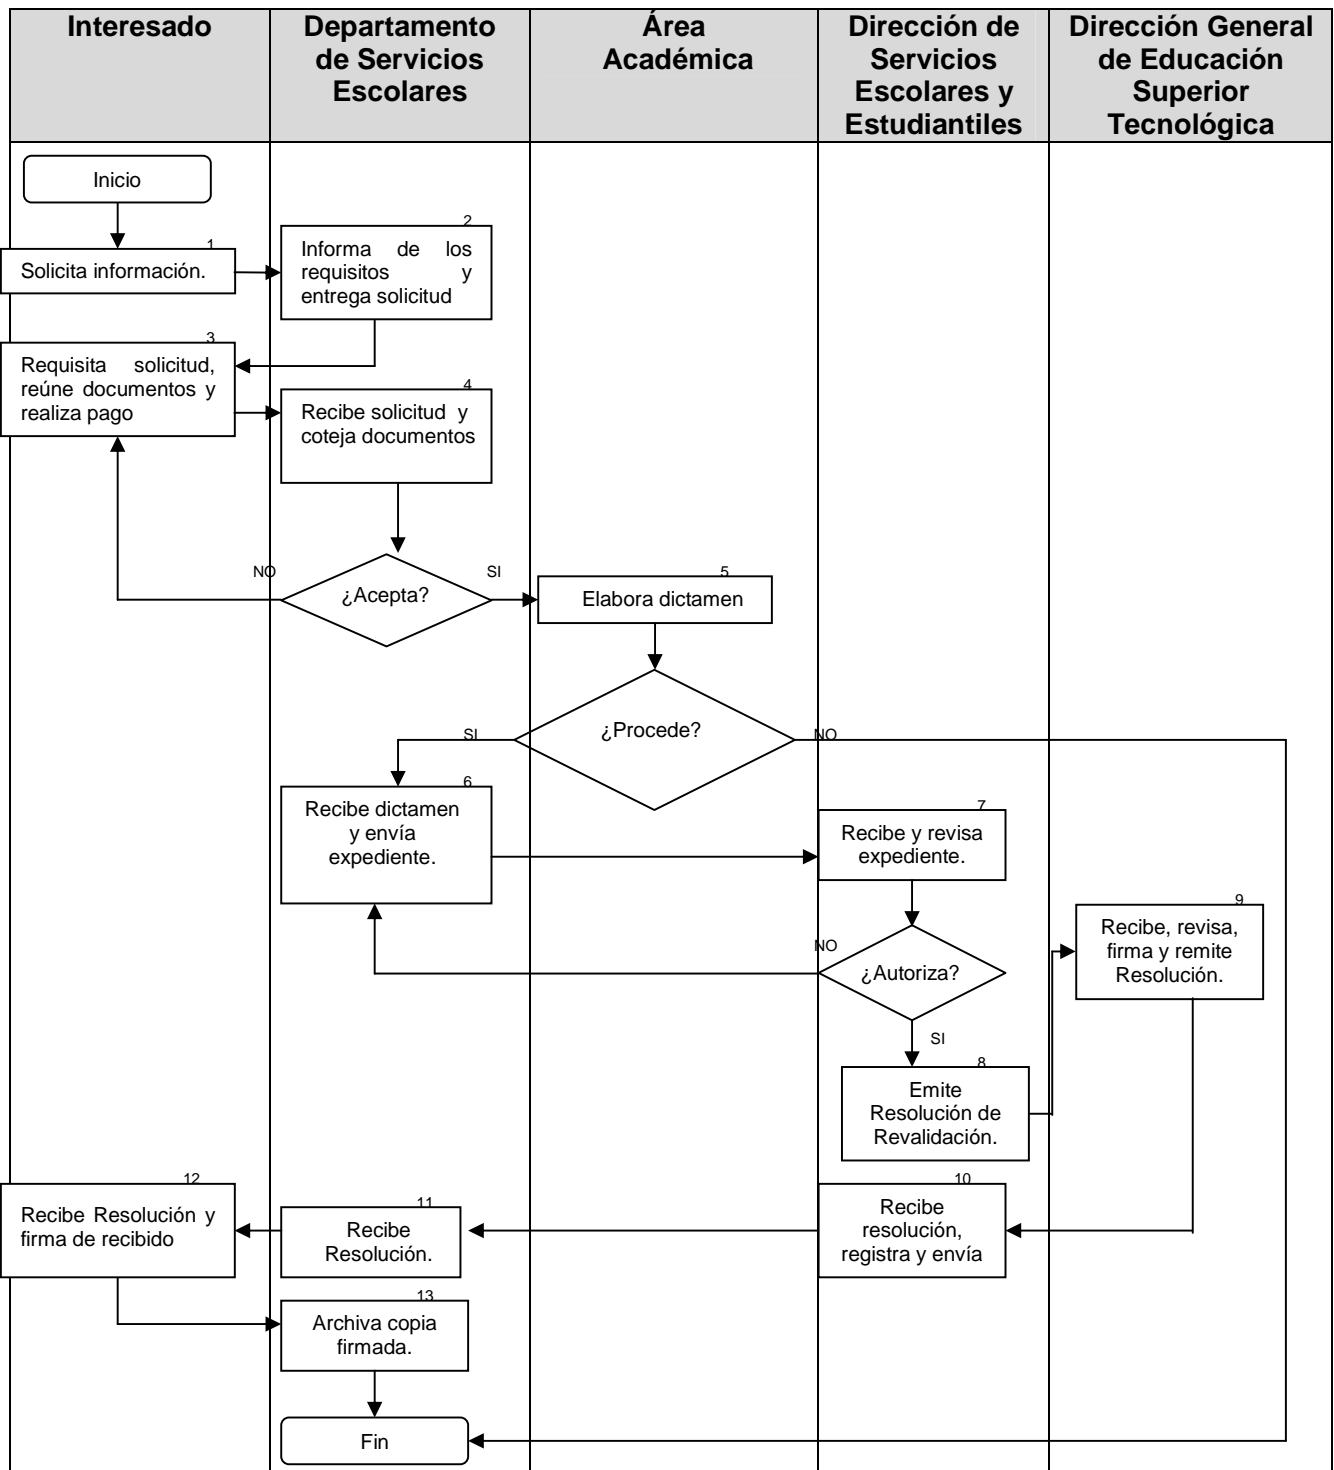 Interesado
Departamento
de Servicios
Escolares
Área
Académica
Dirección de
Servicios
Escolares y
Estudiantiles
Dirección General
de Educación
Superior
Tecnológica
Inicio
1
Solicita información.
2
Informa de los
requisitos y
entrega solicitud
3
Requisita solicitud,
reúne documentos y
realiza pago
4
Recibe solicitud y
coteja documentos
NO
¿Acepta?
SI
5
Elabora dictamen
SI
¿Procede?
NO
6
Recibe dictamen
y envía
expediente.
7
Recibe y revisa
expediente.
NO
¿Autoriza?
SI
8
Emite
Resolución de
Revalidación.
9
Recibe, revisa,
firma y remite
Resolución.
10
Recibe
resolución,
registra y envía
11
Recibe
Resolución.
12
Recibe Resolución y
firma de recibido
13
Archiva copia
firmada.
Fin